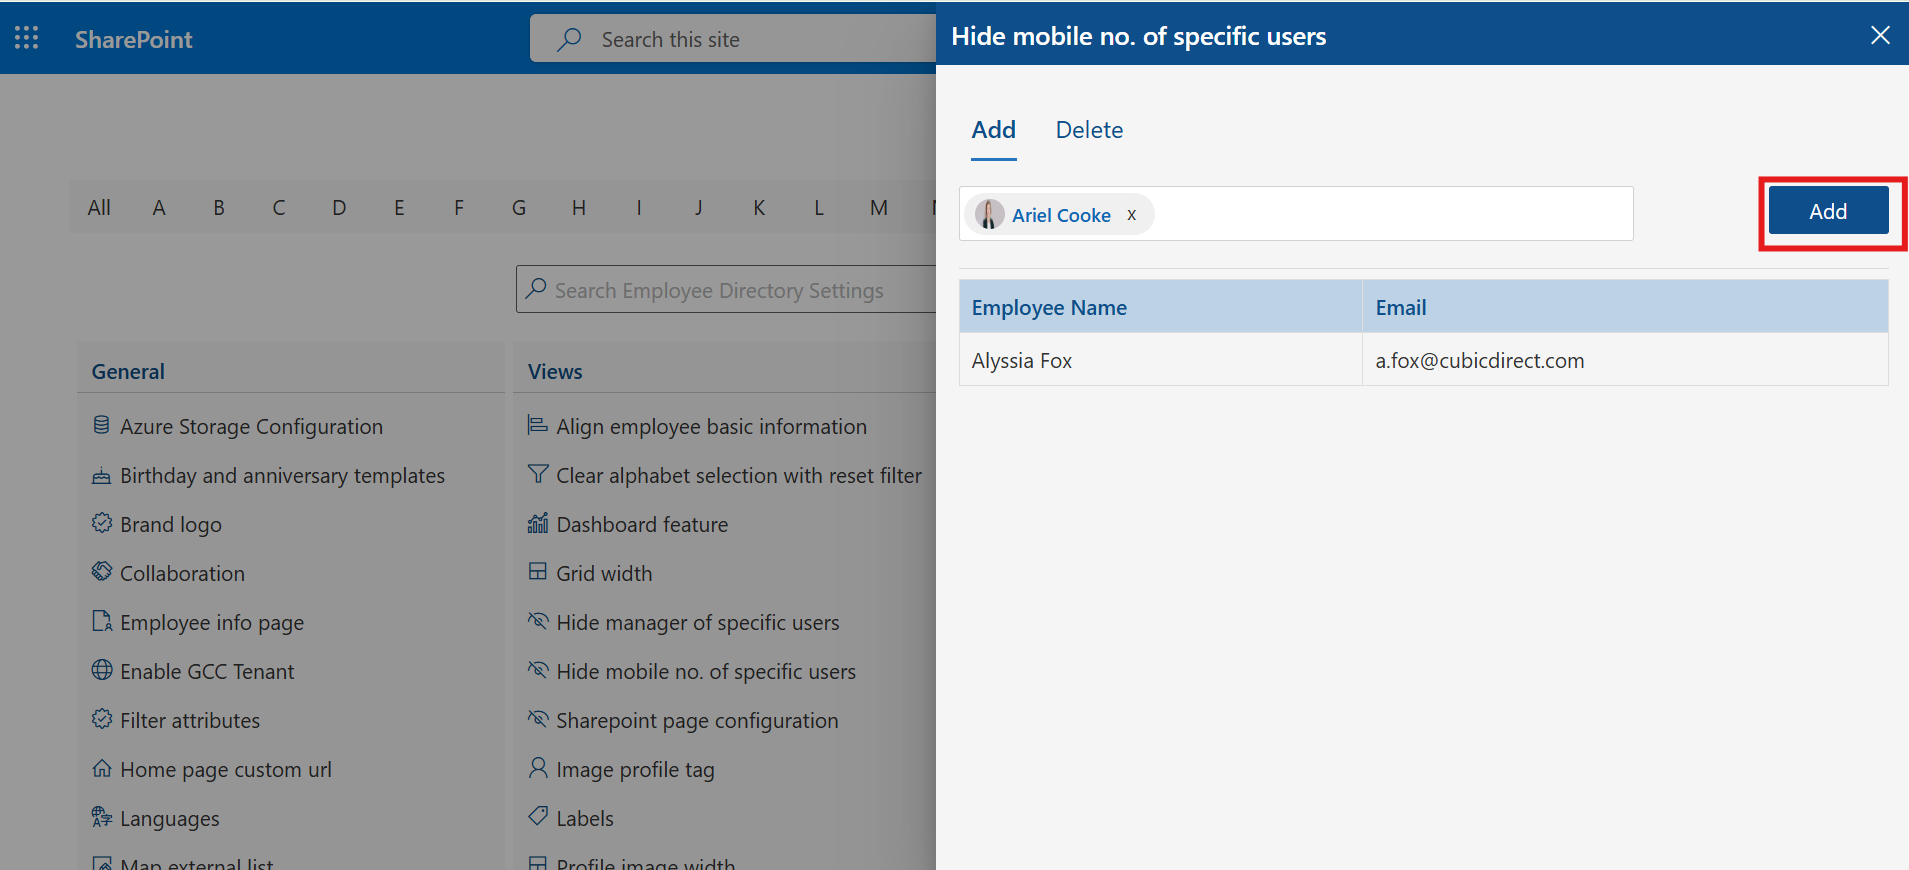 SharePoint
Search this site
Hide mobile no. of specific users
Add Delete
Ariel Cooke x
Add
All A B C D E F G H I J K L M
Search Employee Directory Settings
Employee Name Email
Alyssia Fox a.fox@cubicdirect.com
General
Azure Storage Configuration
Birthday and anniversary templates
Brand logo
Collaboration
Employee info page
Enable GCC Tenant
Filter attributes
Home page custom url
Languages
Map external list
Views
Align employee basic information
Clear alphabet selection with reset filter
Dashboard feature
Grid width
Hide manager of specific users
Hide mobile no. of specific users
Sharepoint page configuration
Image profile tag
Labels
Profile image width